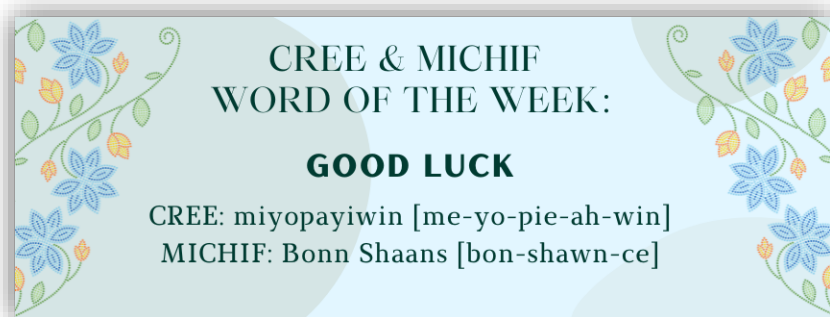 CREE & MICHIF
WORD OF THE WEEK:
GOOD LUCK
CREE: miyopayiwin [me-yo-pie-ah-win]
MICHIF: Bonn Shaans [bon-shawn-ce]